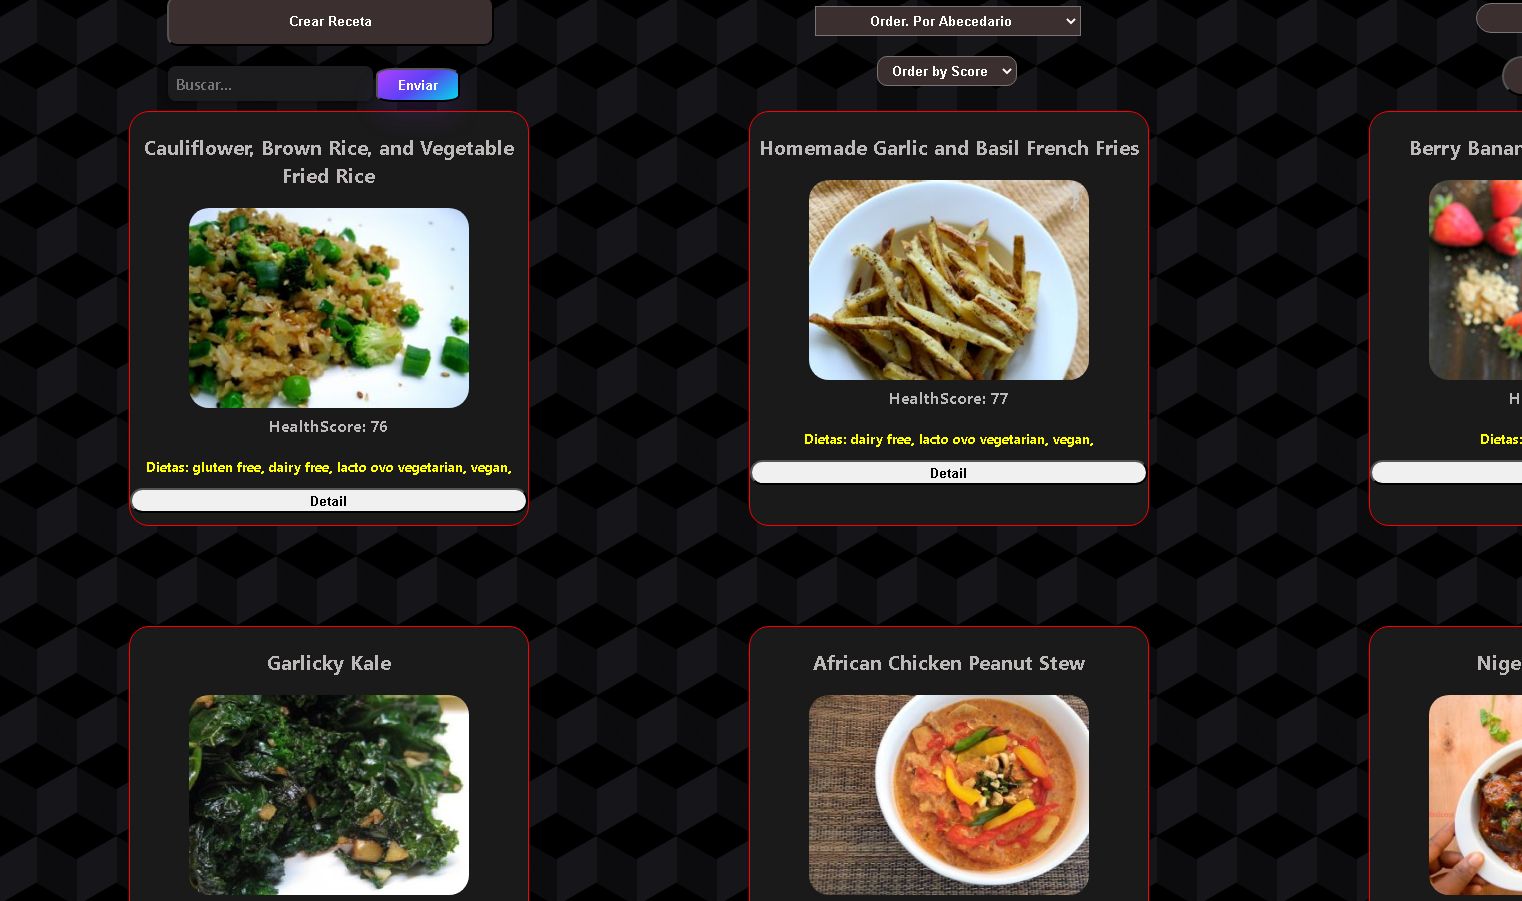 Crear Receta
Order. Por Abecedario
Order by Score
Buscar...
Enviar
Cauliflower, Brown Rice, and Vegetable
Fried Rice
HealthScore: 76
Dietas: gluten free, dairy free, lacto ovo vegetarian, vegan,
Detail
Homemade Garlic and Basil French Fries
HealthScore: 77
Dietas: dairy free, lacto ovo vegetarian, vegan,
Detail
Berry Banan
H
Dietas:
Garlicky Kale
African Chicken Peanut Stew
Nige